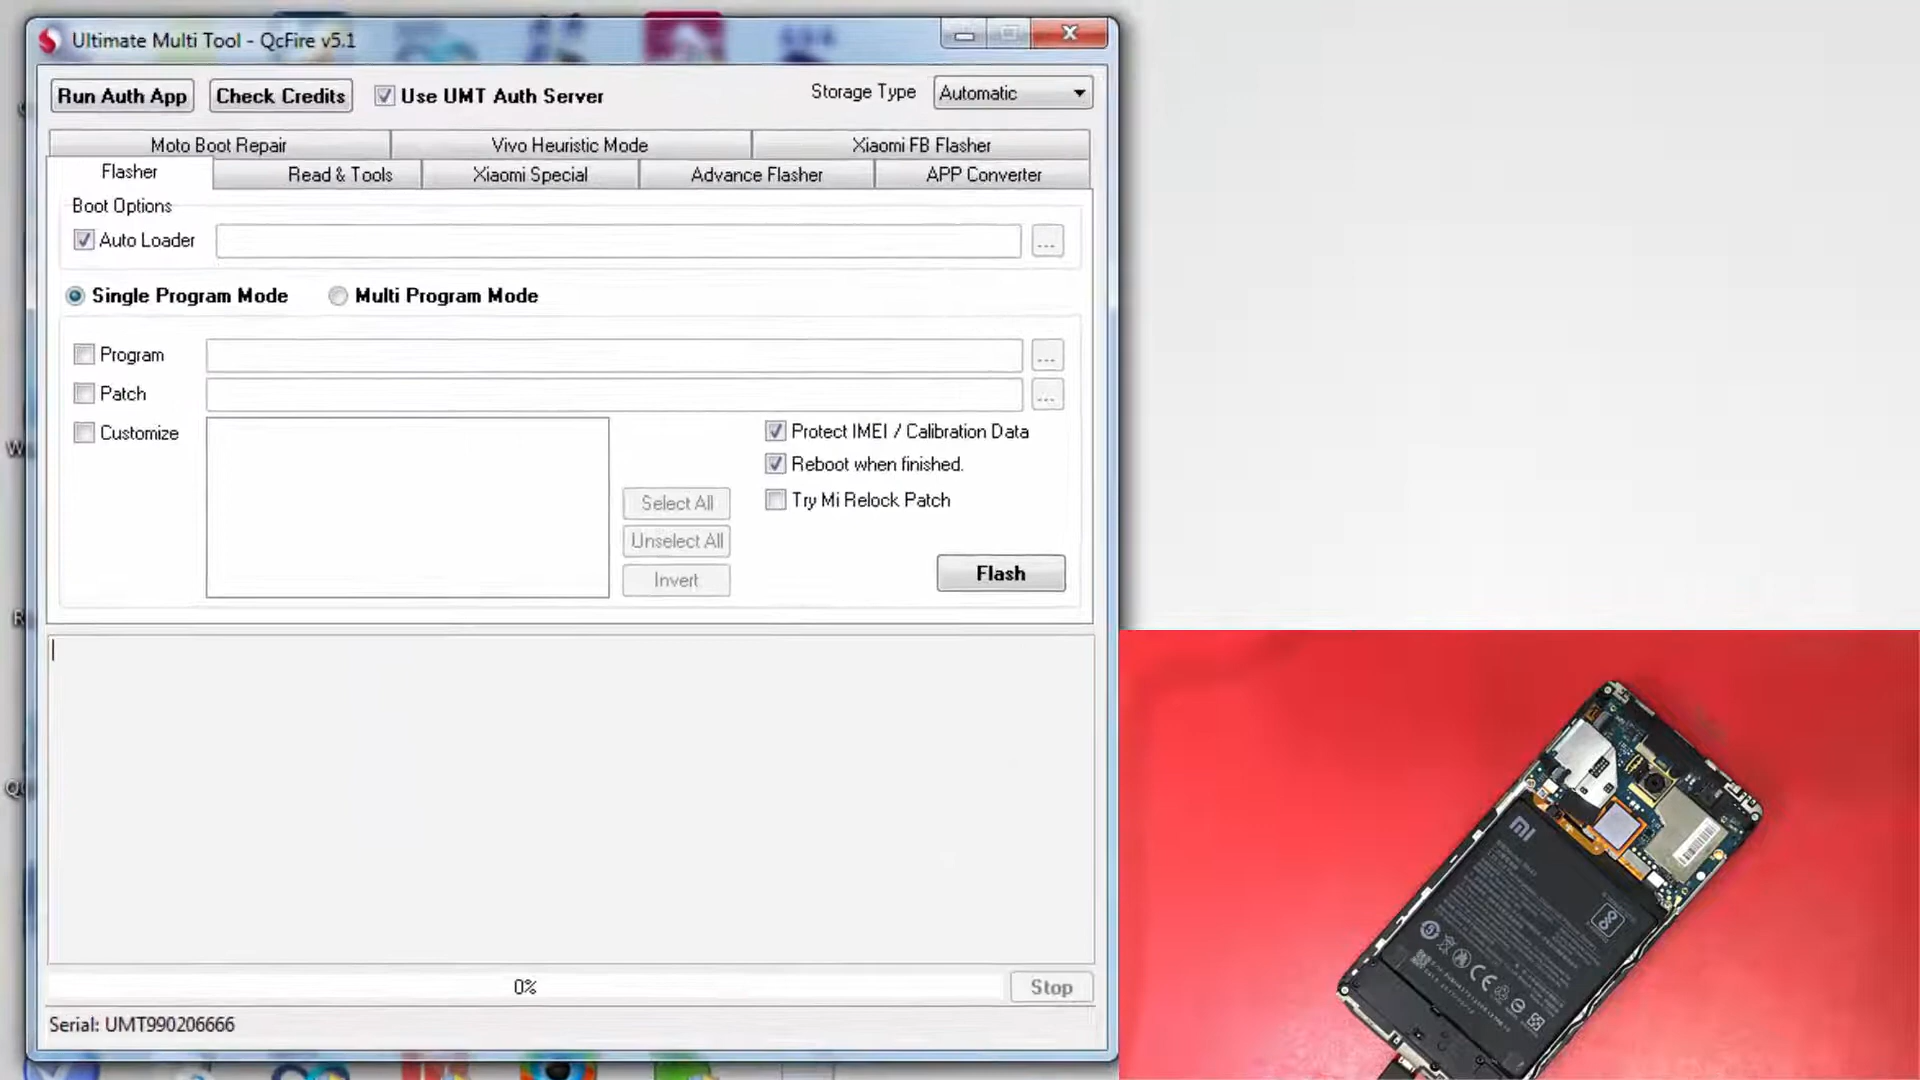 Ultimate Multi Tool - QcFire v5.1
Run Auth App
Check Credits
Use UMT Auth Server
Storage Type
Automatic
Moto Boot Repair
Vivo Heuristic Mode
Xiaomi FB Flasher
Flasher
Read & Tools
Xiaomi Special
Advance Flasher
APP Converter
Boot Options
Auto Loader
...
Single Program Mode
Multi Program Mode
Program
...
Patch
...
Customize
Protect IMEI / Calibration Data
Reboot when finished.
Try Mi Relock Patch
Select All
Unselect All
Invert
Flash
0%
Stop
Serial: UMT990206666
mi
CE